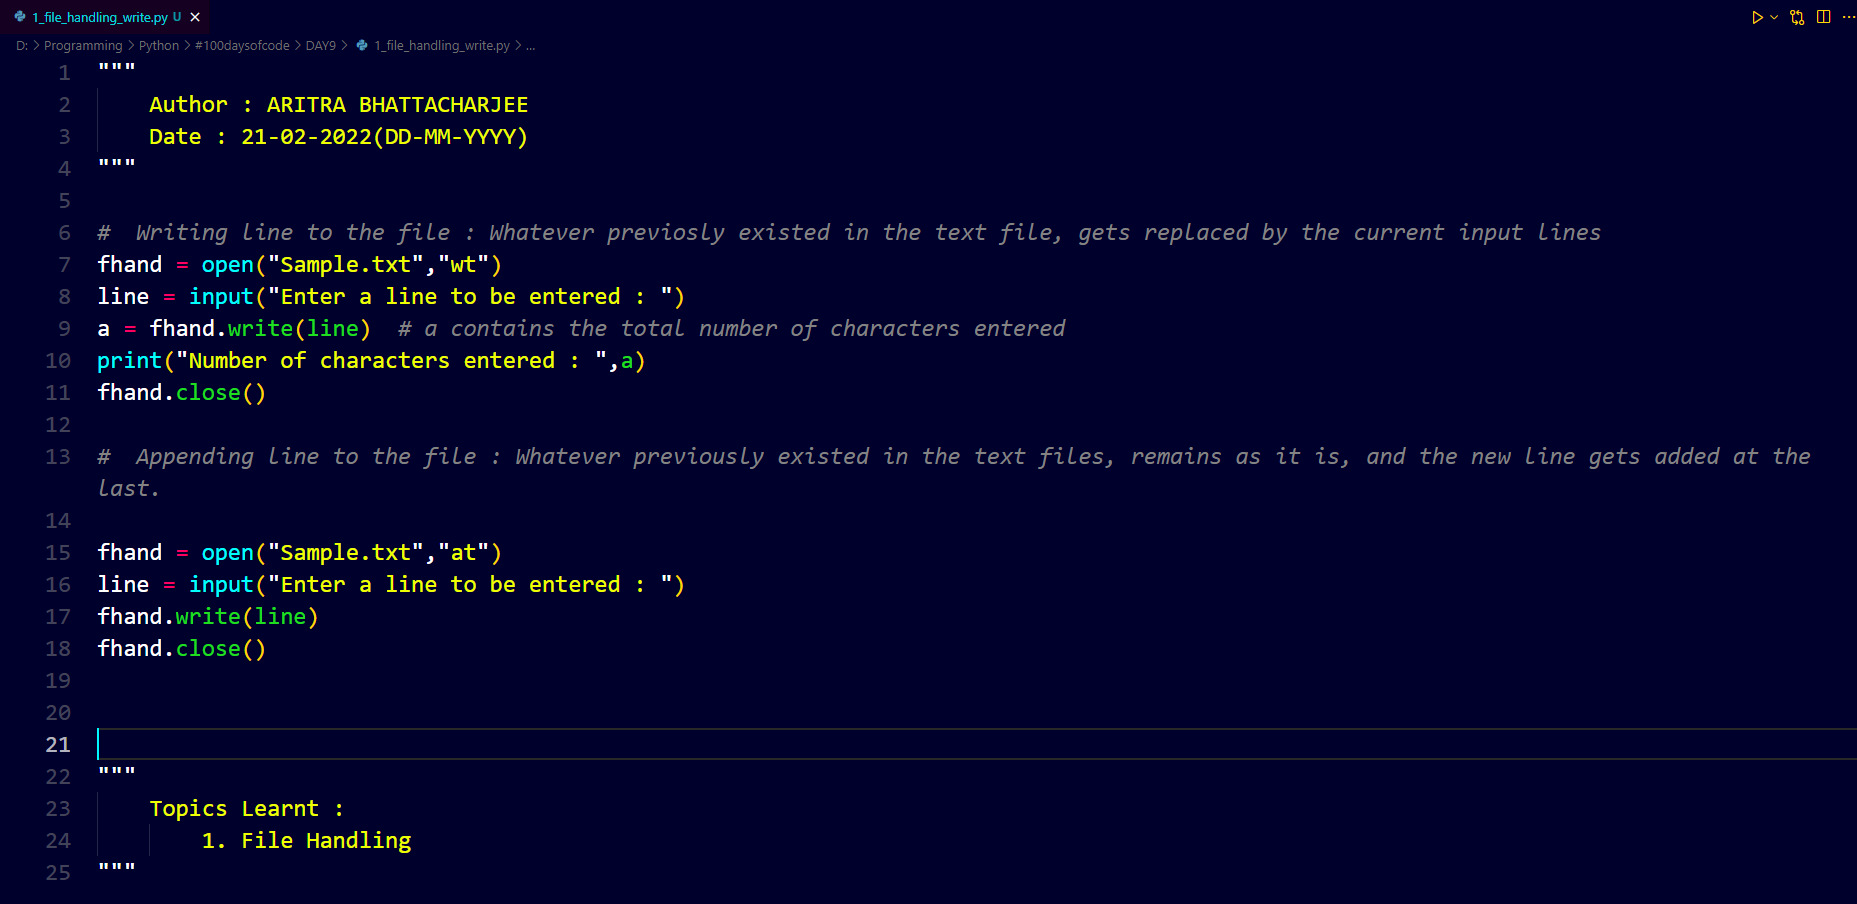 1_file_handling_write.py U
D: > Programming > Python > #100daysofcode > DAY9 > 1_file_handling_write.py > ...
1 """
2 Author : ARITRA BHATTACHARJEE
3 Date : 21-02-2022(DD-MM-YYYY)
4 """
5
6 #  Writing line to the file : Whatever previosly existed in the text file, gets replaced by the current input lines
7 fhand = open("Sample.txt","wt")
8 line = input("Enter a line to be entered : ")
9 a = fhand.write(line)  # a contains the total number of characters entered
10 print("Number of characters entered : ",a)
11 fhand.close()
12
13 #  Appending line to the file : Whatever previously existed in the text files, remains as it is, and the new line gets added at the
last.
14
15 fhand = open("Sample.txt","at")
16 line = input("Enter a line to be entered : ")
17 fhand.write(line)
18 fhand.close()
19
20
21
22 """
23 Topics Learnt :
24 1. File Handling
25 """